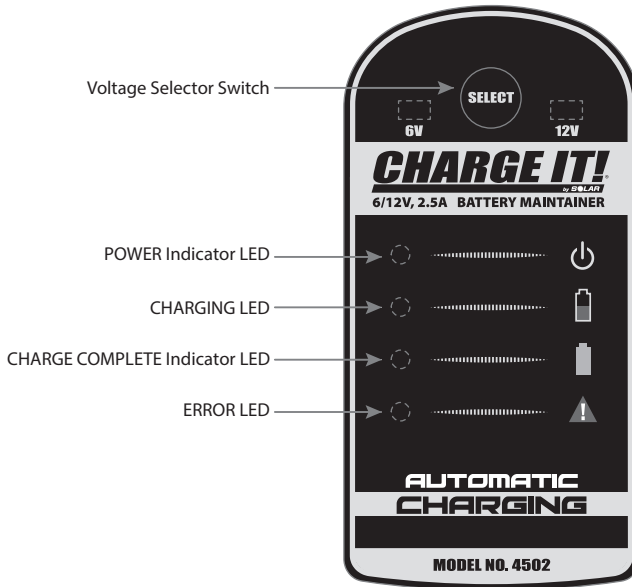 Voltage Selector Switch
SELECT
6V 12V
CHARGE IT!
by SOLAR
6/12V, 2.5A BATTERY MAINTAINER
POWER Indicator LED
CHARGING LED
CHARGE COMPLETE Indicator LED
ERROR LED
AUTOMATIC
CHARGING
MODEL NO. 4502